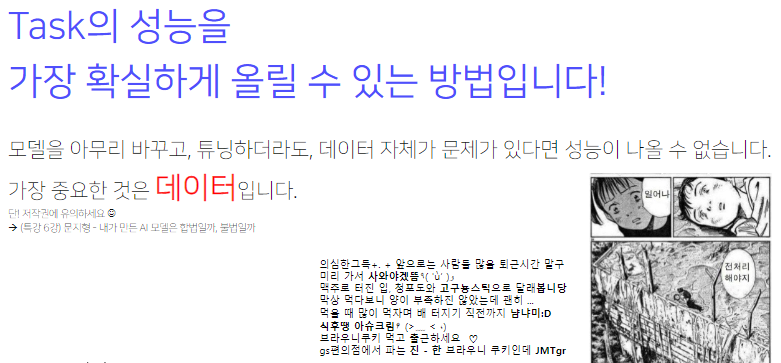 Task의 성능을
가장 확실하게 올릴 수 있는 방법입니다!
모델을 아무리 바꾸고, 튜닝하더라도, 데이터 자체가 문제가 있다면 성능이 나올 수 없습니다.
가장 중요한 것은 데이터입니다.
단! 저작권에 유의하세요 😊
→ (특강 6강) 문지형 - 내가 만든 AI 모델은 합법일까, 불법일까
일어나
전처리
해야지
의심한그득+. + 앞으로는 사람들 많을 퇴근시간 말구
미리 가서 사와야겠뜸٩( 'ù' )و
맥주로 터진 입, 청포도와 고구능스틱으로 달래봅니당
막상 먹다보니 양이 부족하진 않았는데 괜히 ...
먹을 때 많이 먹자며 배 터지기 직전까지 냠냐미;D
식후땡 아슈크림۴ (>_ < ᐧ)
브라우니쿠키 먹고 출근하세요 ♡
gs편의점에서 파는 진 - 한 브라우니 쿠키인데 JMTgr